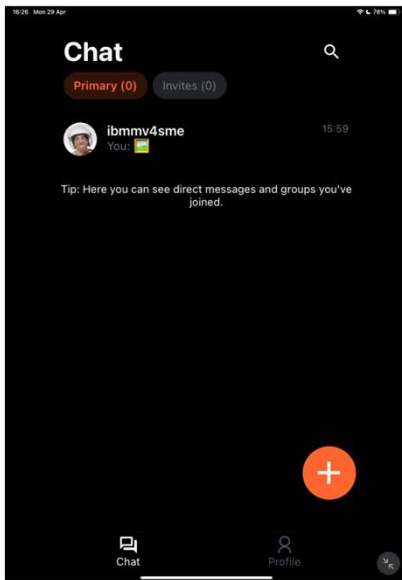 16:26 Mon 29 Apr
78%
Chat
Primary (0)
Invites (0)
ibmmv4sme
15:59
You:
Tip: Here you can see direct messages and groups you've
joined.
Chat
Profile